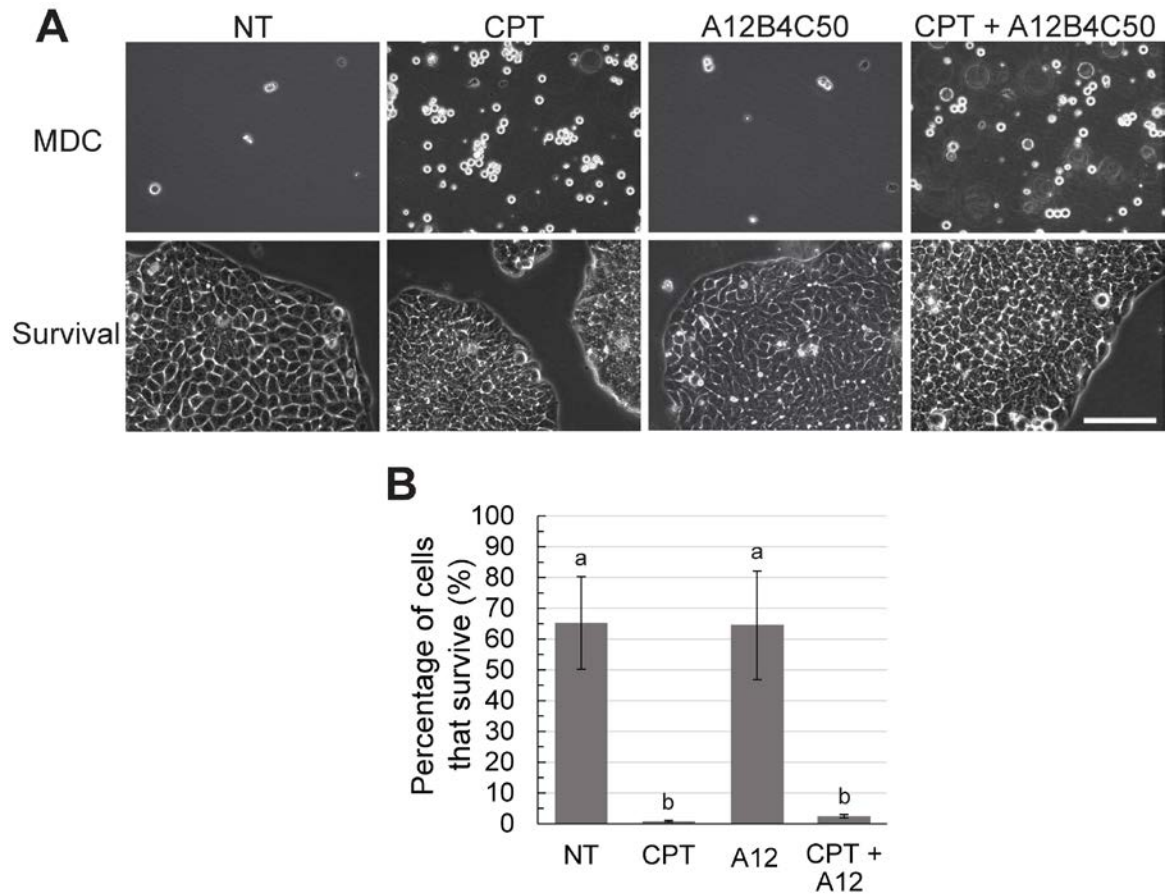 A
NT CPT A12B4C50 CPT + A12B4C50
MDC
Survival
B
Percentage of cells
that survive (%)
100
90
80
70
60
50
40
30
20
10
0
a
b
a
b
NT CPT A12 CPT +
A12